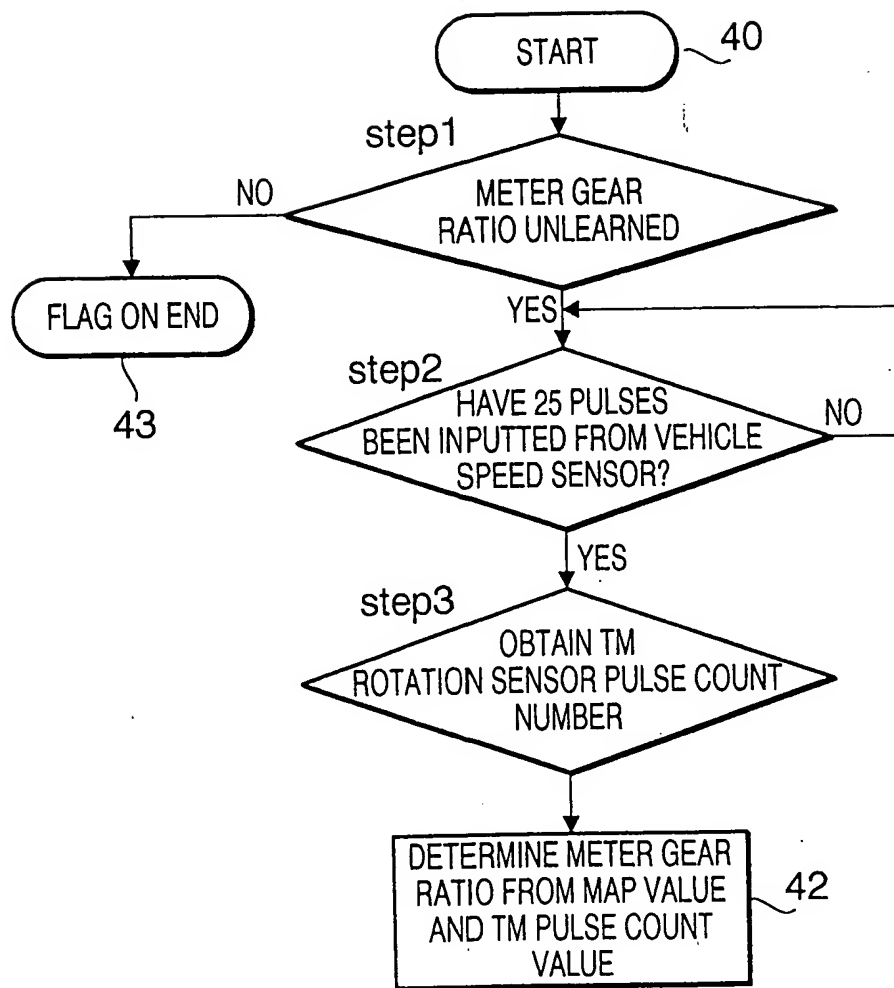 START
40
step1
NO
METER GEAR
RATIO UNLEARNED
FLAG ON END
43
YES
step2
HAVE 25 PULSES
BEEN INPUTTED FROM VEHICLE
SPEED SENSOR?
NO
YES
step3
OBTAIN TM
ROTATION SENSOR PULSE COUNT
NUMBER
DETERMINE METER GEAR
RATIO FROM MAP VALUE
AND TM PULSE COUNT
VALUE
42